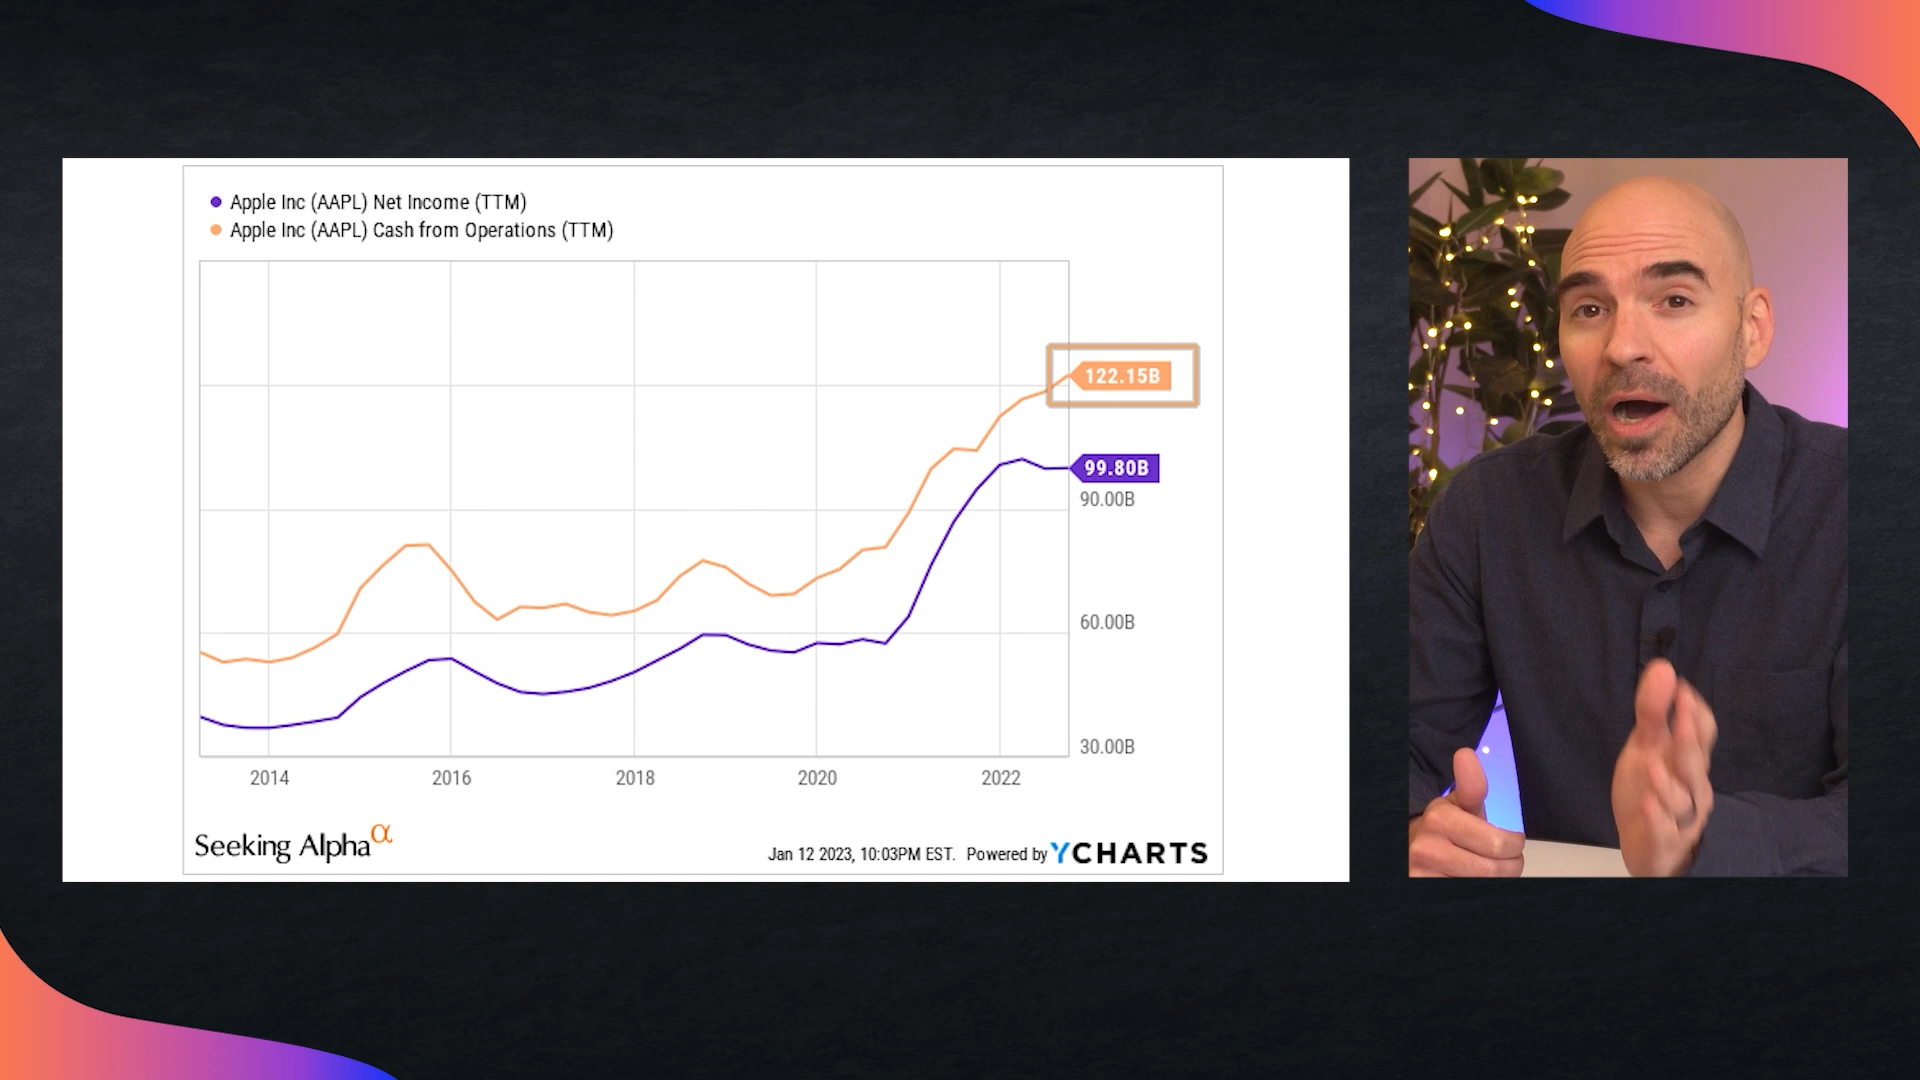 Apple Inc (AAPL) Net Income (TTM)
Apple Inc (AAPL) Cash from Operations (TTM)
122.15B
99.80B
90.00B
60.00B
30.00B
2014 2016 2018 2020 2022
Seeking Alpha α
Jan 12 2023, 10:03PM EST. Powered by YCHARTS